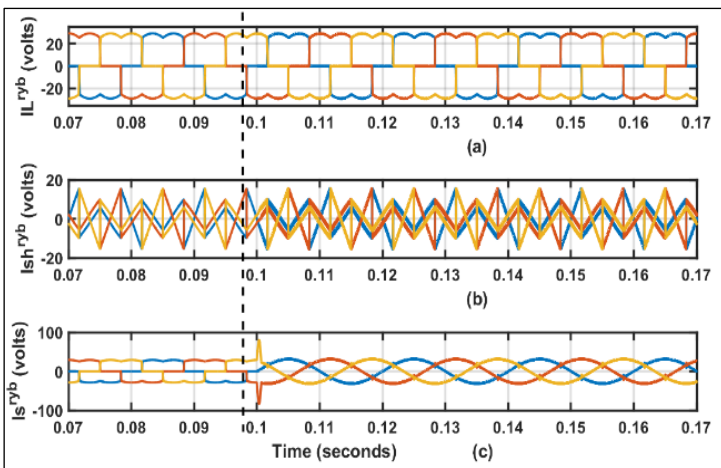 IL^ryb (volts)
20
0
-20
0.07 0.08 0.09 0.1 0.11 0.12 0.13 0.14 0.15 0.16 0.17
(a)
Ish^ryb (volts)
20
0
-20
0.07 0.08 0.09 0.1 0.11 0.12 0.13 0.14 0.15 0.16 0.17
(b)
Is^ryb (volts)
100
0
-100
0.07 0.08 0.09 0.1 0.11 0.12 0.13 0.14 0.15 0.16 0.17
Time (seconds) (c)